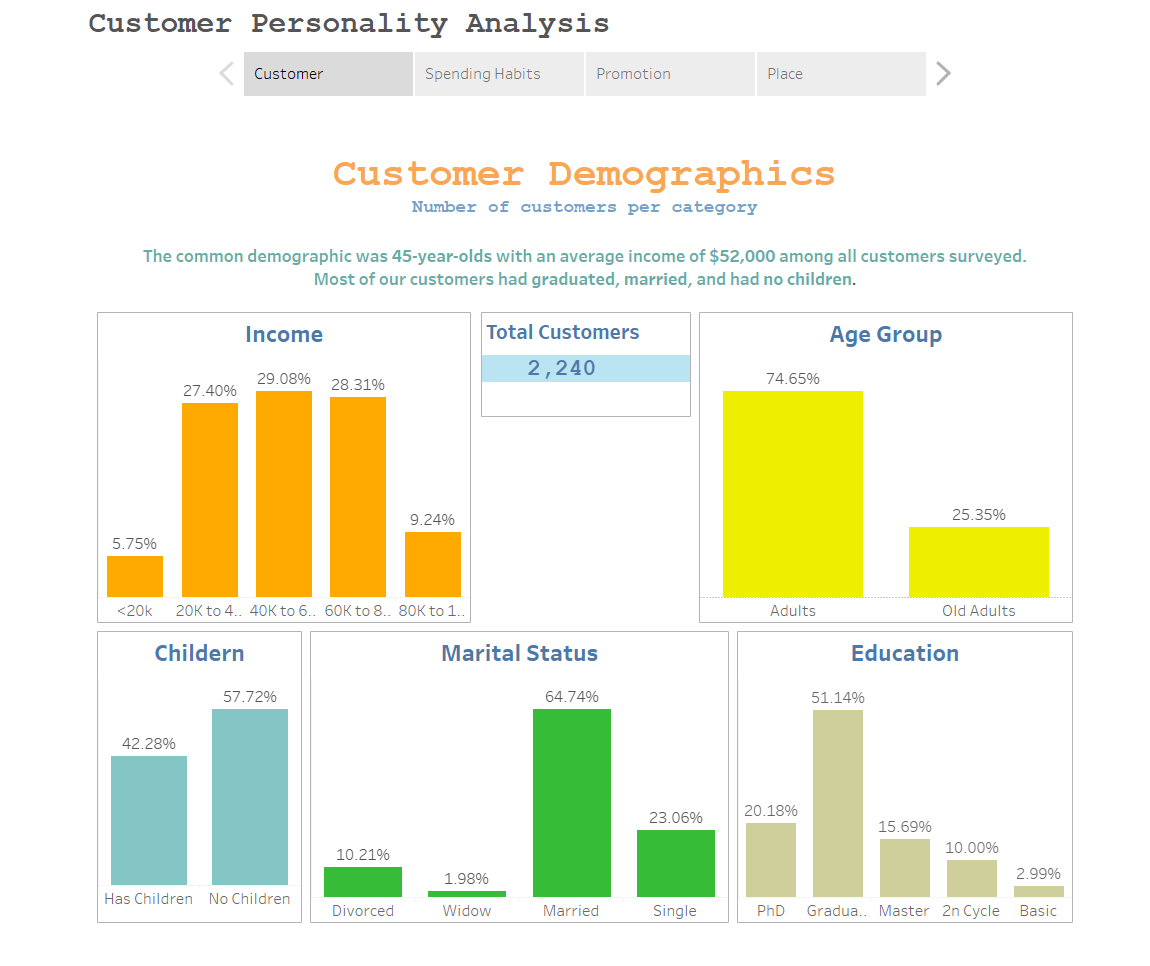 Customer Personality Analysis
Customer
Spending Habits
Promotion
Place
Customer Demographics
Number of customers per category
The common demographic was 45-year-olds with an average income of $52,000 among all customers surveyed.
Most of our customers had graduated, married, and had no children.
Income
29.08%
28.31%
27.40%
9.24%
5.75%
<20k
20K to 4..
40K to 6..
60K to 8..
80K to 1..
Total Customers
2,240
Age Group
74.65%
25.35%
Adults
Old Adults
Childern
57.72%
42.28%
Has Children
No Children
Marital Status
64.74%
23.06%
10.21%
1.98%
Divorced
Widow
Married
Single
Education
51.14%
20.18%
15.69%
10.00%
2.99%
PhD
Gradua..
Master
2n Cycle
Basic